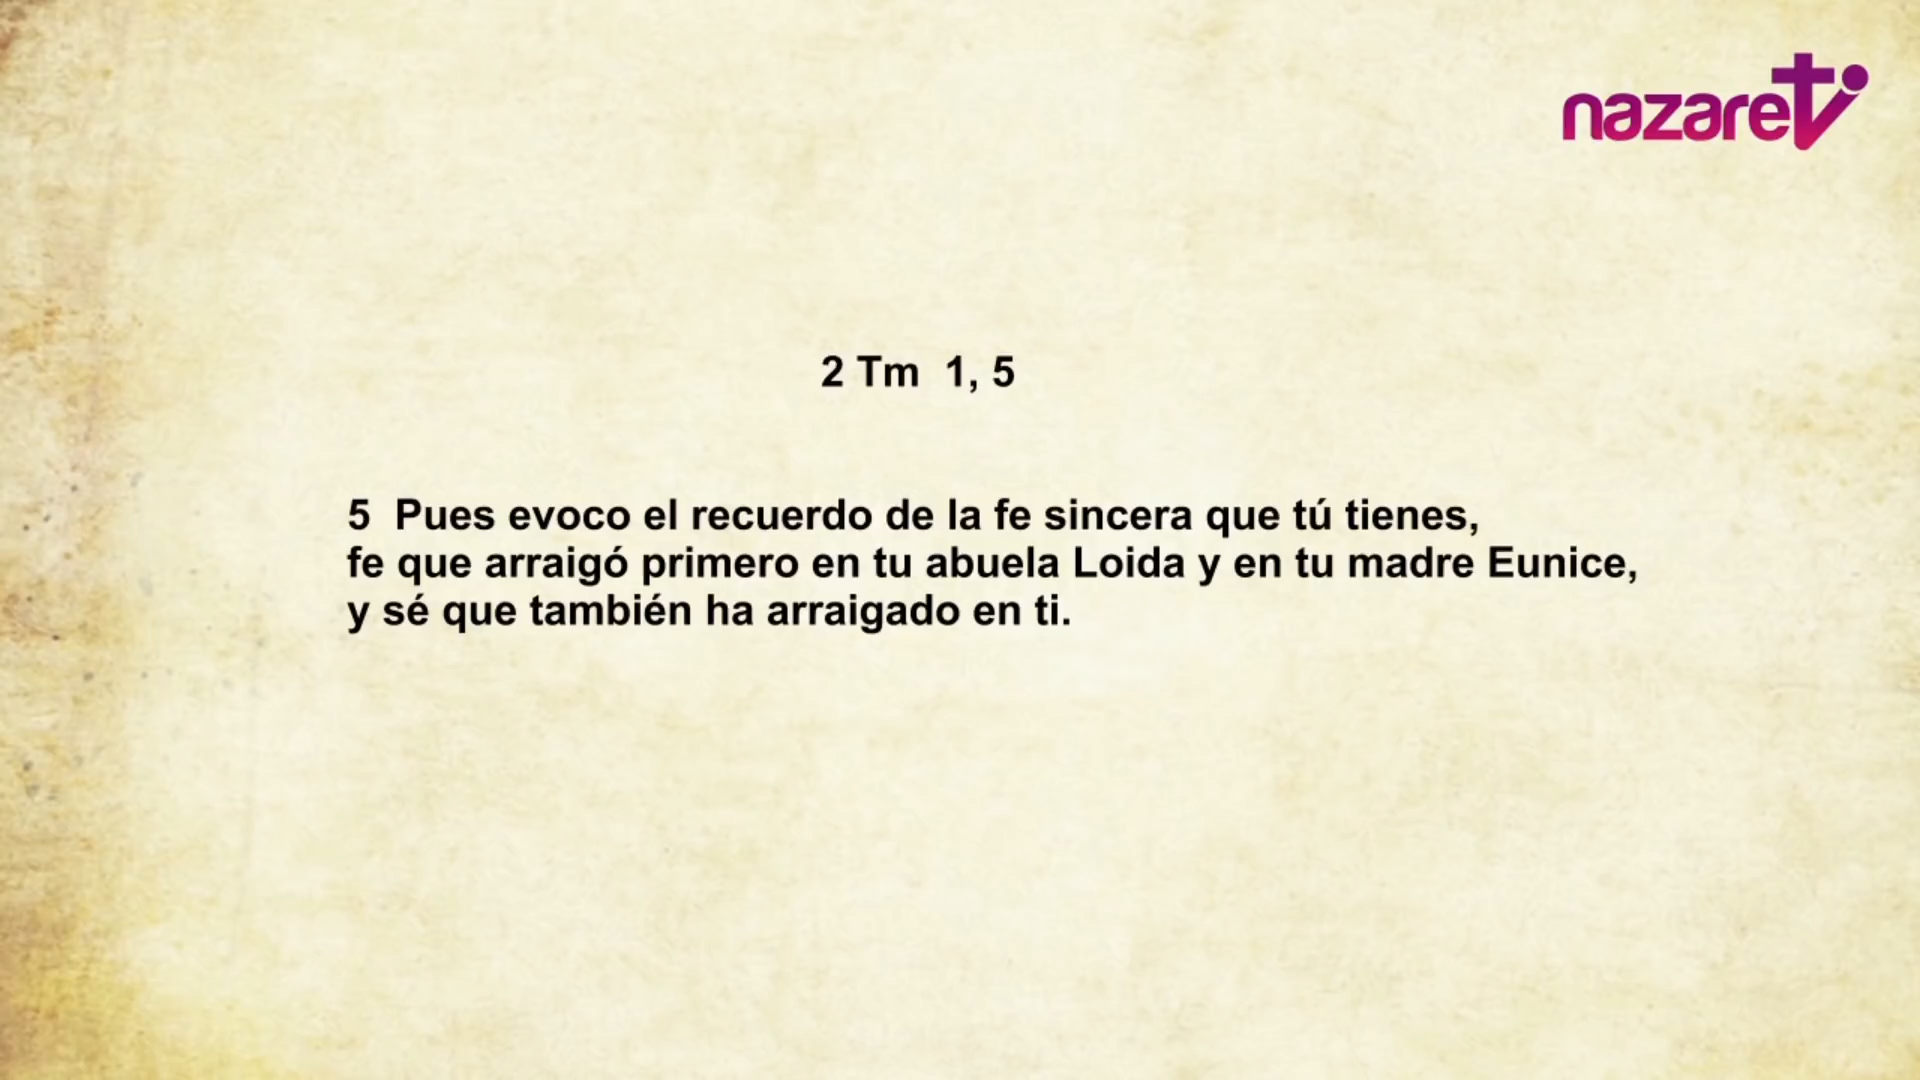 nazaretv
2 Tm 1, 5
5 Pues evoco el recuerdo de la fe sincera que tú tienes,
fe que arraigó primero en tu abuela Loida y en tu madre Eunice,
y sé que también ha arraigado en ti.